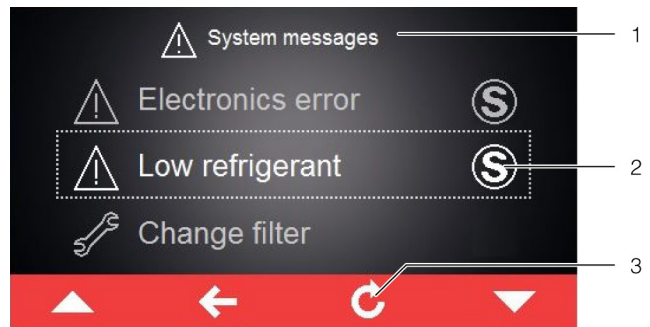 System messages
1
Electronics error
S
Low refrigerant
S
2
Change filter
3